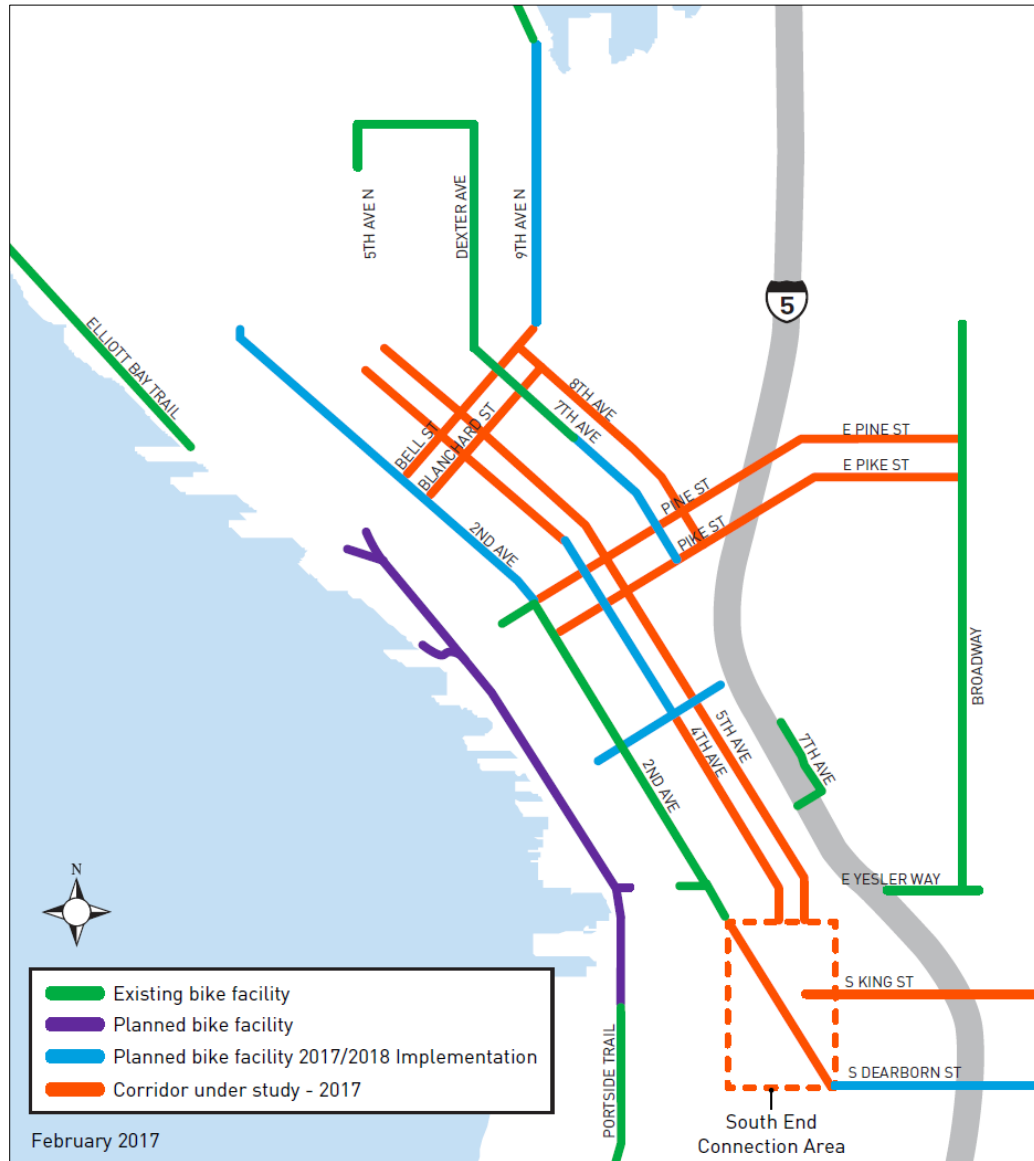 5TH AVE N
DEXTER AVE
9TH AVE N
5
ELLIOTT BAY TRAIL
BELL ST
BLANCHARD ST
7TH AVE
8TH AVE
E PINE ST
E PIKE ST
PINE ST
PIKE ST
2ND AVE
BROADWAY
5TH AVE
4TH AVE
7TH AVE
2ND AVE
E YESLER WAY
N
S KING ST
S DEARBORN ST
PORTSIDE TRAIL
South End
Connection Area
Existing bike facility
Planned bike facility
Planned bike facility 2017/2018 Implementation
Corridor under study - 2017
February 2017